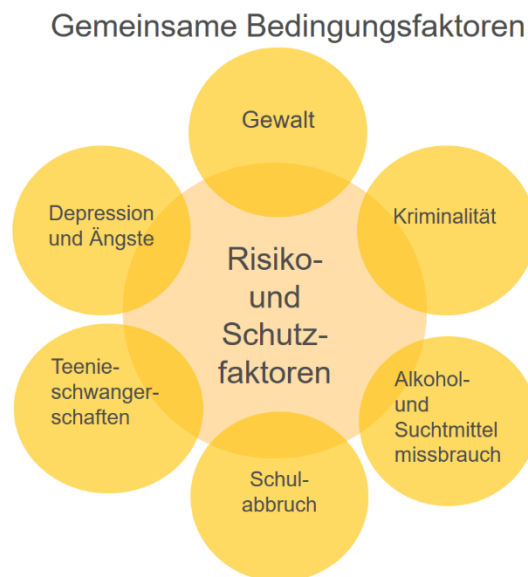 Gemeinsame Bedingungsfaktoren
Gewalt
Depression
und Ängste
Kriminalität
Risiko-
und
Schutz-
faktoren
Teenie-
schwanger-
schaften
Alkohol-
und
Suchtmittel
missbrauch
Schul-
abbruch